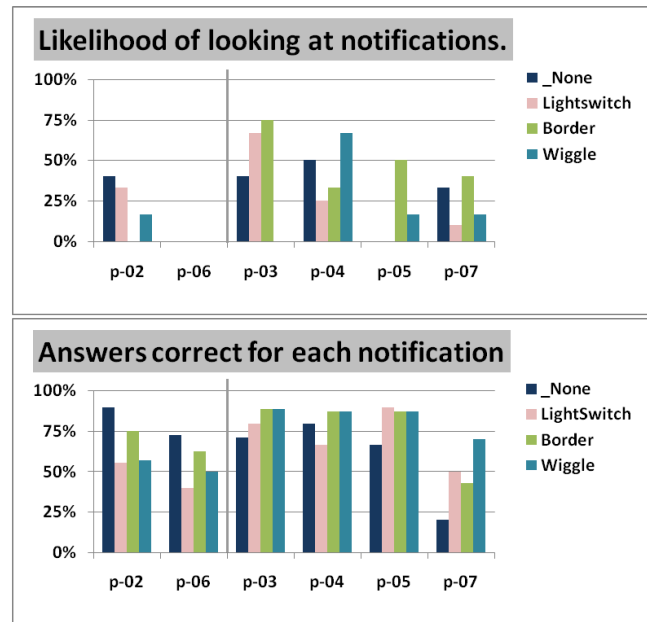 Likelihood of looking at notifications.
100%
75%
50%
25%
0%
p-02 p-06 p-03 p-04 p-05 p-07
_None
Lightswitch
Border
Wiggle
Answers correct for each notification
100%
75%
50%
25%
0%
p-02 p-06 p-03 p-04 p-05 p-07
_None
LightSwitch
Border
Wiggle